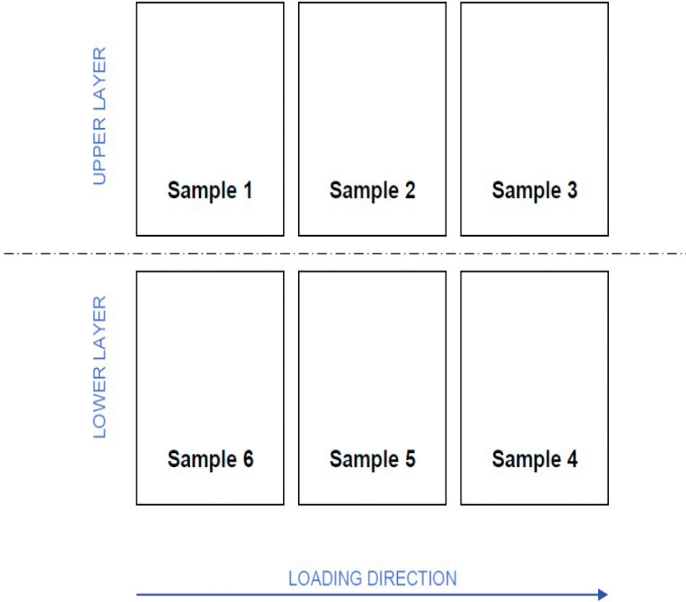 UPPER LAYER
Sample 1
Sample 2
Sample 3
LOWER LAYER
Sample 6
Sample 5
Sample 4
LOADING DIRECTION